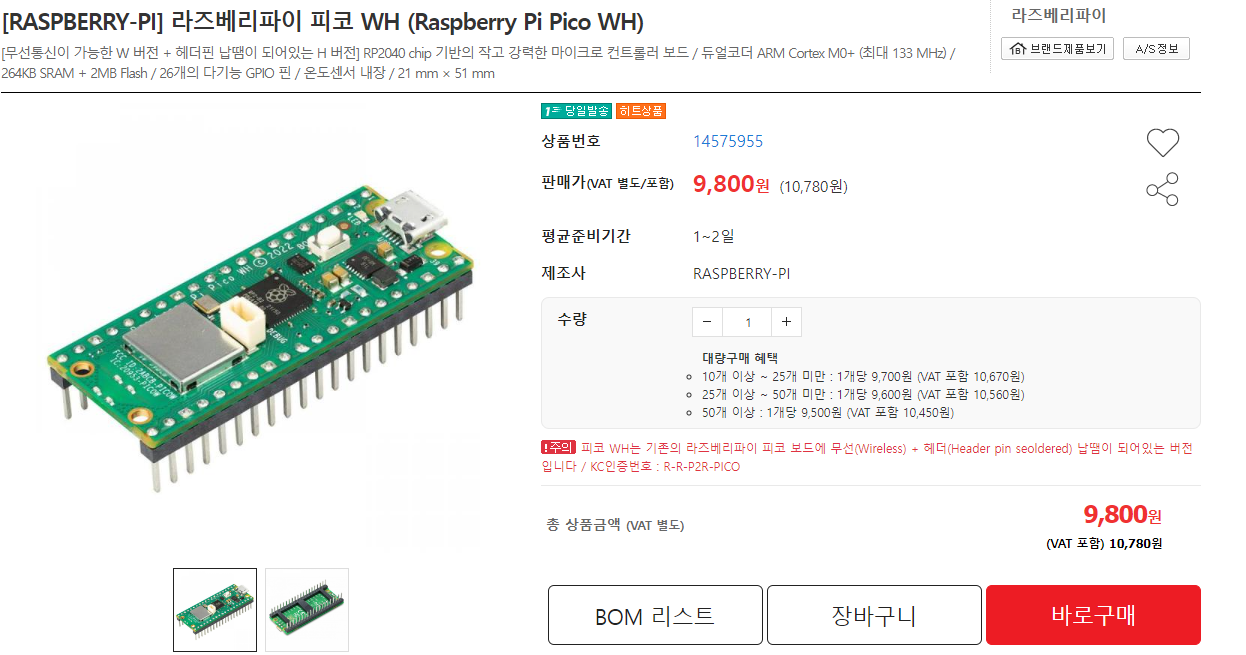 [RASPBERRY-PI] 라즈베리파이 피코 WH (Raspberry Pi Pico WH)
[무선통신이 가능한 W 버전 + 헤더핀 납땜이 되어있는 H 버전] RP2040 chip 기반의 작고 강력한 마이크로 컨트롤러 보드 / 듀얼코더 ARM Cortex M0+ (최대 133 MHz) /
264KB SRAM + 2MB Flash / 26개의 다기능 GPIO 핀 / 온도센서 내장 / 21 mm × 51 mm
라즈베리파이
브랜드제품보기
A/S정보
당일발송 히트상품
상품번호 14575955
판매가(VAT 별도/포함) 9,800원 (10,780원)
평균준비기간 1~2일
제조사 RASPBERRY-PI
수량 − 1 +
대량구매 혜택
10개 이상 ~ 25개 미만 : 1개당 9,700원 (VAT 포함 10,670원)
25개 이상 ~ 50개 미만 : 1개당 9,600원 (VAT 포함 10,560원)
50개 이상 : 1개당 9,500원 (VAT 포함 10,450원)
!주의 피코 WH는 기존의 라즈베리파이 피코 보드에 무선(Wireless) + 헤더(Header pin seoldered) 납땜이 되어있는 버전
입니다 / KC인증번호 : R-R-P2R-PICO
총 상품금액 (VAT 별도) 9,800원
(VAT 포함) 10,780원
BOM 리스트
장바구니
바로구매
Pi Pico WH © 2022
DEBUG